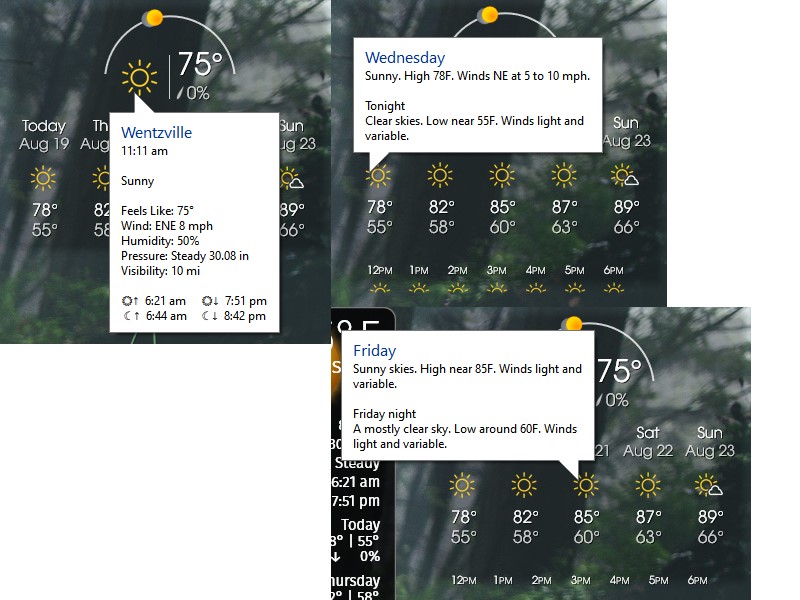 75°
0%
Today
Aug 19
Th
Aug
Sun
ug 23
78°
82
89°
55°
58
66°
Wentzville
11:11 am
Sunny
Feels Like: 75°
Wind: ENE 8 mph
Humidity: 50%
Pressure: Steady 30.08 in
Visibility: 10 mi
↑ 6:21 am ↓ 7:51 pm
↑ 6:44 am ↓ 8:42 pm
Wednesday
Sunny. High 78F. Winds NE at 5 to 10 mph.
Tonight
Clear skies. Low near 55F. Winds light and
variable.
Sun
Aug 23
78° 82° 85° 87° 89°
55° 58° 60° 63° 66°
12PM 1PM 2PM 3PM 4PM 5PM 6PM
Friday
Sunny skies. High near 85F. Winds light and
variable.
Friday night
A mostly clear sky. Low around 60F. Winds
light and variable.
75°
0%
Steady
6:21 am
7:51 pm
Today
8° | 55°
↓ 0%
hursday
2° | 58°
21
Sat
Aug 22
Sun
Aug 23
78° 82° 85° 87° 89°
55° 58° 60° 63° 66°
12PM 1PM 2PM 3PM 4PM 5PM 6PM